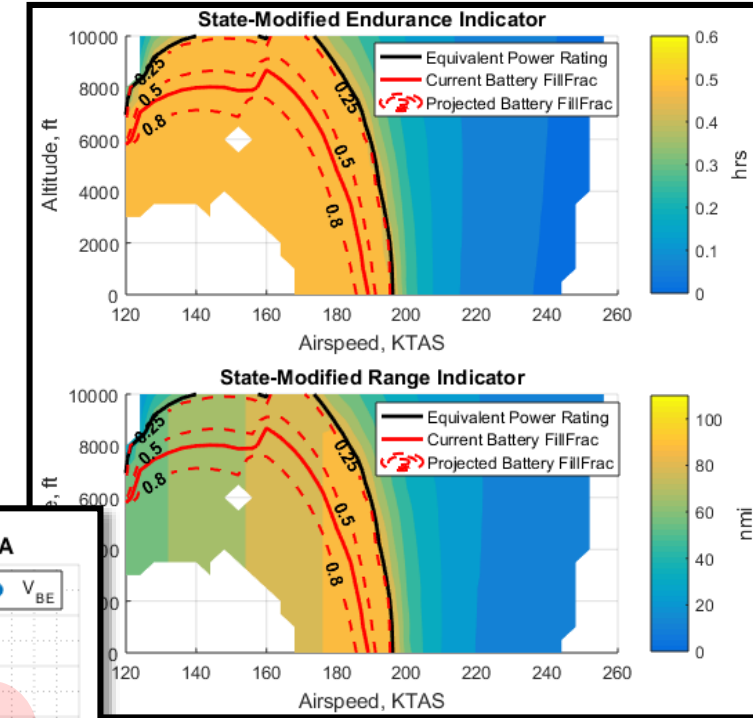 State-Modified Endurance Indicator
10000
8000
6000
4000
2000
0
Altitude, ft
0.25
0.5
0.8
0.25
0.5
0.8
Equivalent Power Rating
Current Battery FillFrac
Projected Battery FillFrac
120 140 160 180 200 220 240 260
Airspeed, KTAS
0.6
0.5
0.4
0.3
0.2
0.1
0
hrs
State-Modified Range Indicator
10000
8000
6000
00
00
0
e, ft
0.25
0.5
0.8
0.25
0.5
0.8
Equivalent Power Rating
Current Battery FillFrac
Projected Battery FillFrac
120 140 160 180 200 220 240 260
Airspeed, KTAS
100
80
60
40
20
0
nmi
A
V_BE